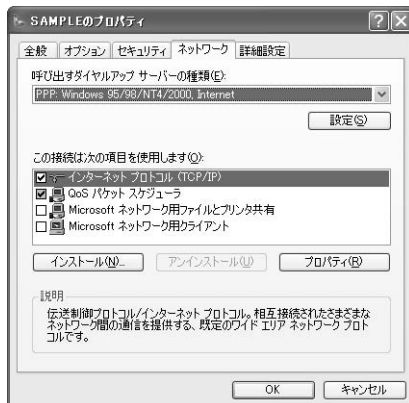 SAMPLEのプロパティ
全般 オプション セキュリティ ネットワーク 詳細設定
呼び出すダイヤルアップ サーバーの種類(E):
PPP: Windows 95/98/NT4/2000, Internet
設定(S)
この接続は次の項目を使用します(O):
インターネット プロトコル (TCP/IP)
QoS パケット スケジューラ
Microsoft ネットワーク用ファイルとプリンタ共有
Microsoft ネットワーク用クライアント
インストール(N)... アンインストール(U) プロパティ(R)
説明
伝送制御プロトコル/インターネット プロトコル。相互接続されたさまざまな
ネットワーク間の通信を提供する、既定のワイド エリア ネットワーク プロト
コルです。
OK キャンセル